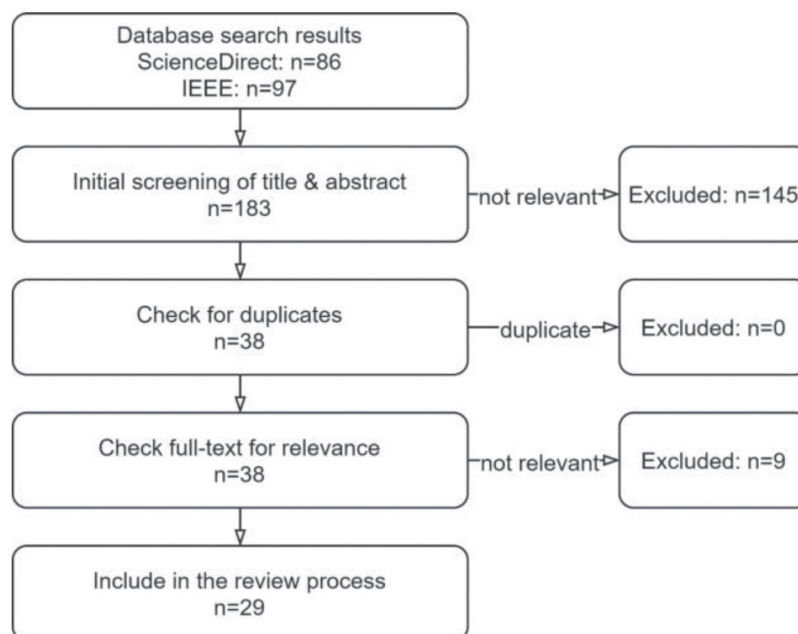 Database search results
ScienceDirect: n=86
IEEE: n=97
Initial screening of title & abstract
n=183
not relevant
Excluded: n=145
Check for duplicates
n=38
duplicate
Excluded: n=0
Check full-text for relevance
n=38
not relevant
Excluded: n=9
Include in the review process
n=29